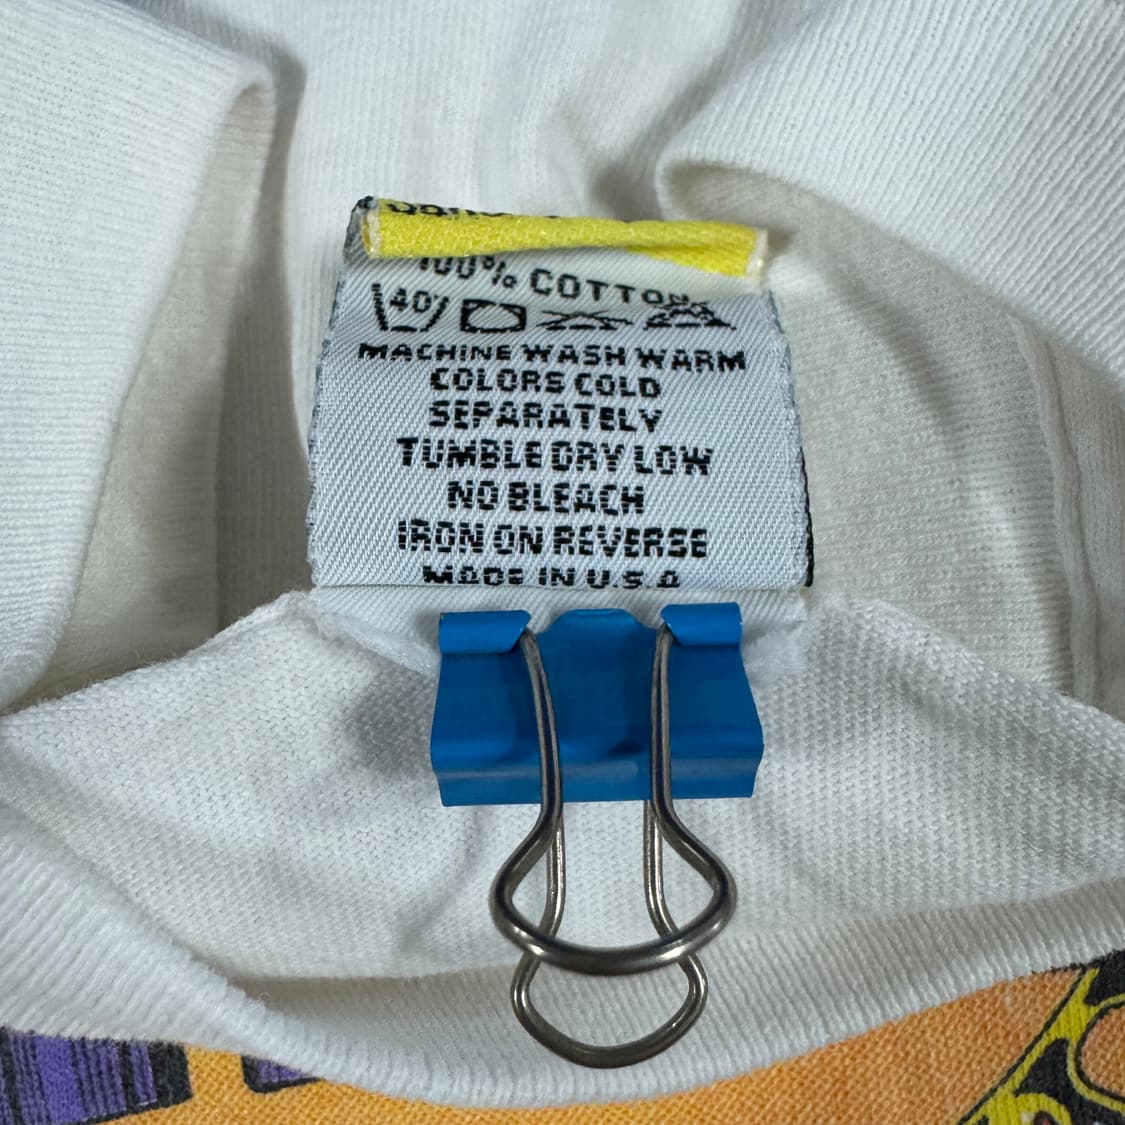 100% COTTON
40°
MACHINE WASH WARM
COLORS COLD
SEPARATELY
TUMBLE DRY LOW
NO BLEACH
IRON ON REVERSE
MADE IN U.S.A